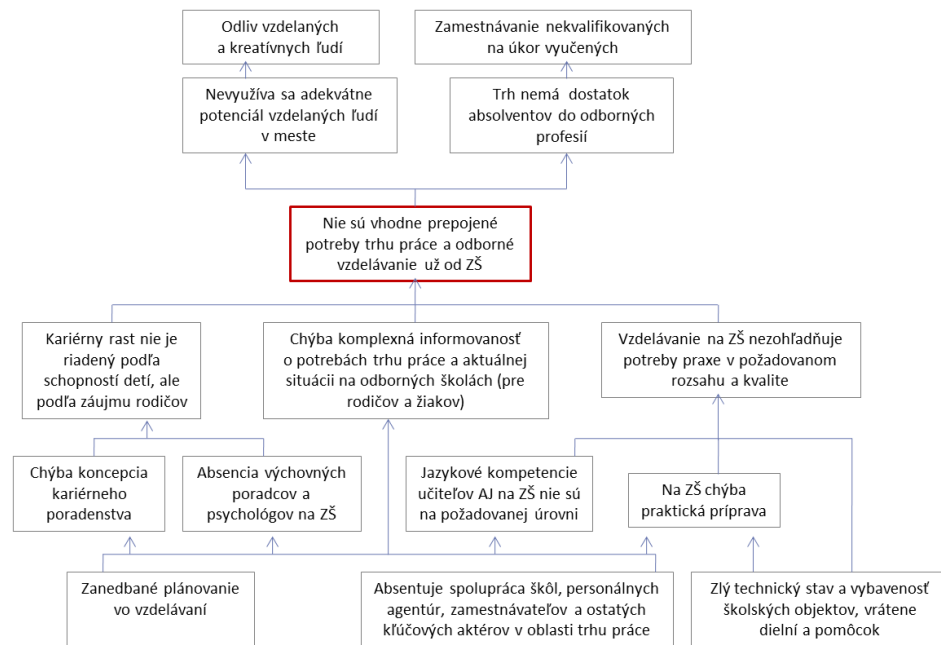 Odliv vzdelaných
a kreatívnych ľudí
Zamestnávanie nekvalifikovaných
na úkor vyučených
Nevyužíva sa adekvátne
potenciál vzdelaných ľudí
v meste
Trh nemá dostatok
absolventov do odborných
profesií
Nie sú vhodne prepojené
potreby trhu práce a odborné
vzdelávanie už od ZŠ
Kariérny rast nie je
riadený podľa
schopností detí, ale
podľa záujmu rodičov
Chýba komplexná informovanosť
o potrebách trhu práce a aktuálnej
situácii na odborných školách (pre
rodičov a žiakov)
Vzdelávanie na ZŠ nezohľadňuje
potreby praxe v požadovanom
rozsahu a kvalite
Chýba koncepcia
kariérneho
poradenstva
Absencia výchovných
poradcov a
psychológov na ZŠ
Jazykové kompetencie
učiteľov AJ na ZŠ nie sú
na požadovanej úrovni
Na ZŠ chýba
praktická príprava
Zanedbané plánovanie
vo vzdelávaní
Absentuje spolupráca škôl, personálnych
agentúr, zamestnávateľov a ostatých
kľúčových aktérov v oblasti trhu práce
Zlý technický stav a vybavenosť
školských objektov, vrátene
dielní a pomôcok